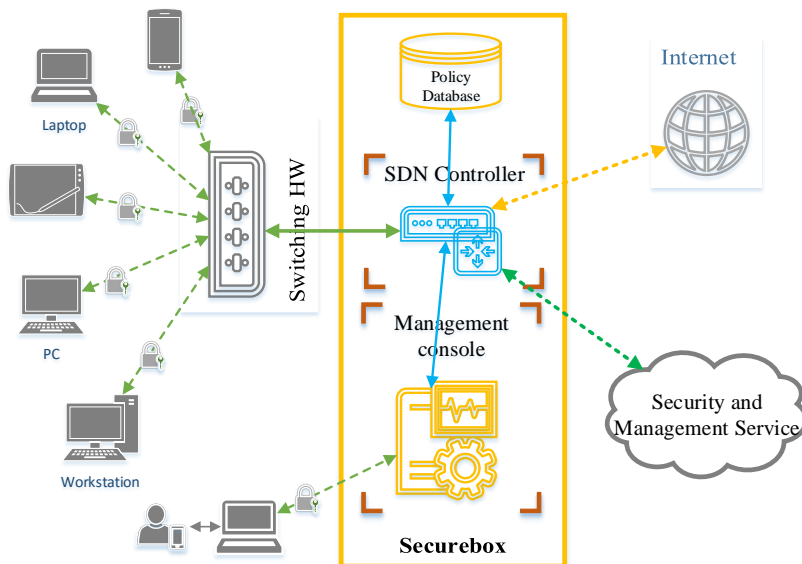 Policy
Database
Internet
Laptop
SDN Controller
Switching HW
Management
console
PC
Security and
Management Service
Workstation
Securebox